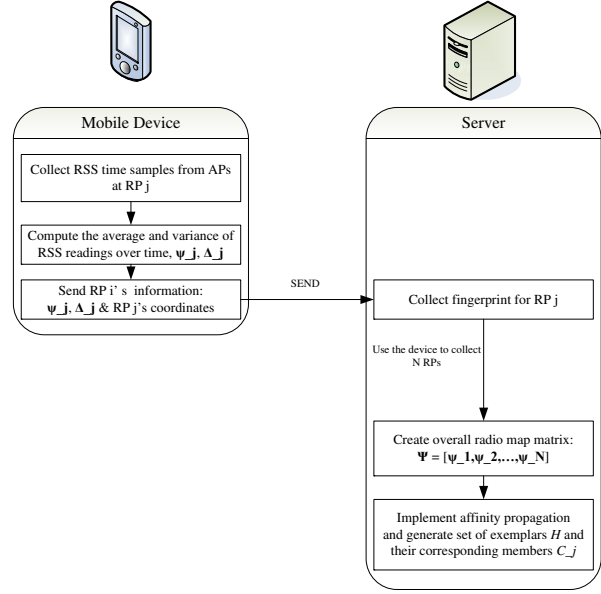 Mobile Device
Collect RSS time samples from APs
at RP j
Compute the average and variance of
RSS readings over time, ψ_j, Δ_j
Send RP i' s information:
ψ_j, Δ_j & RP j's coordinates
SEND
Server
Collect fingerprint for RP j
Use the device to collect
N RPs
Create overall radio map matrix:
Ψ = [ψ_1,ψ_2,...,ψ_N]
Implement affinity propagation
and generate set of exemplars H and
their corresponding members C_j